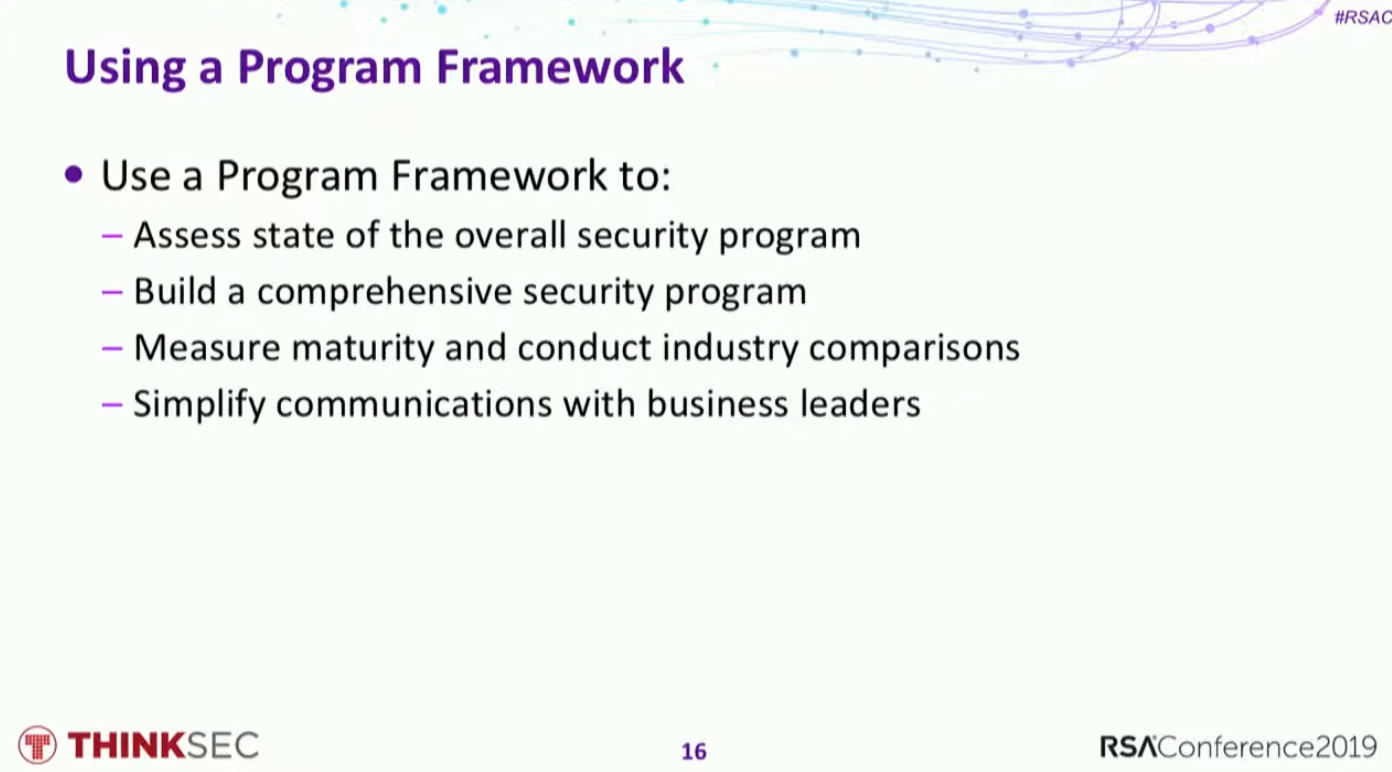 #RSAC
Using a Program Framework
• Use a Program Framework to:
– Assess state of the overall security program
– Build a comprehensive security program
– Measure maturity and conduct industry comparisons
– Simplify communications with business leaders
THINKSEC
16
RSAConference2019